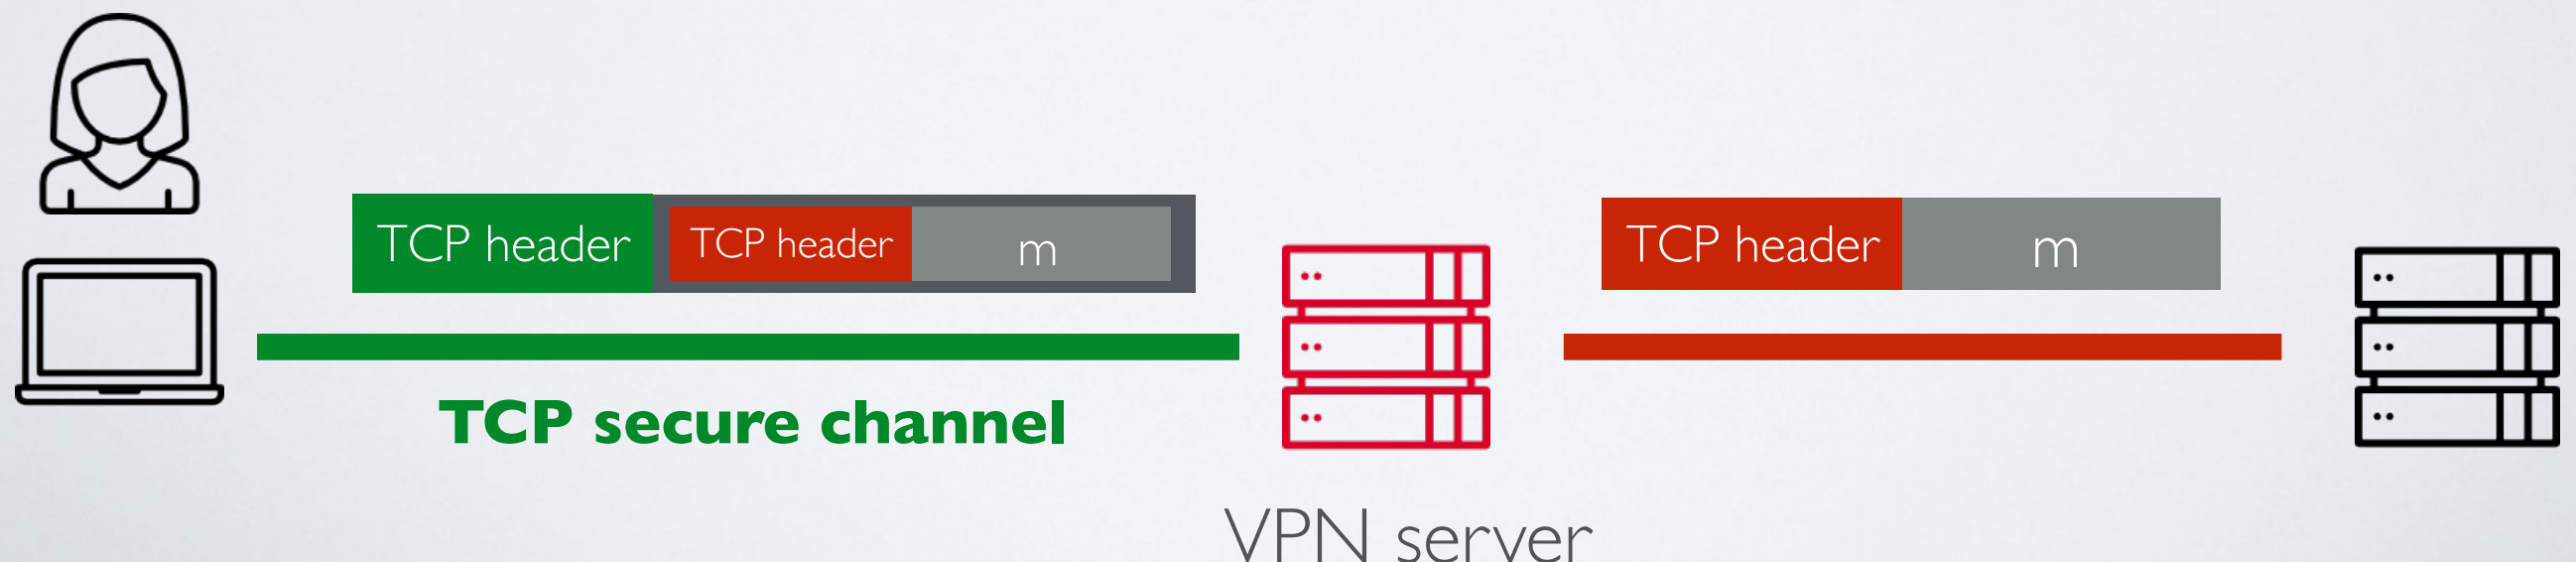 TCP header
TCP header
m
TCP header
m
TCP secure channel
VPN server